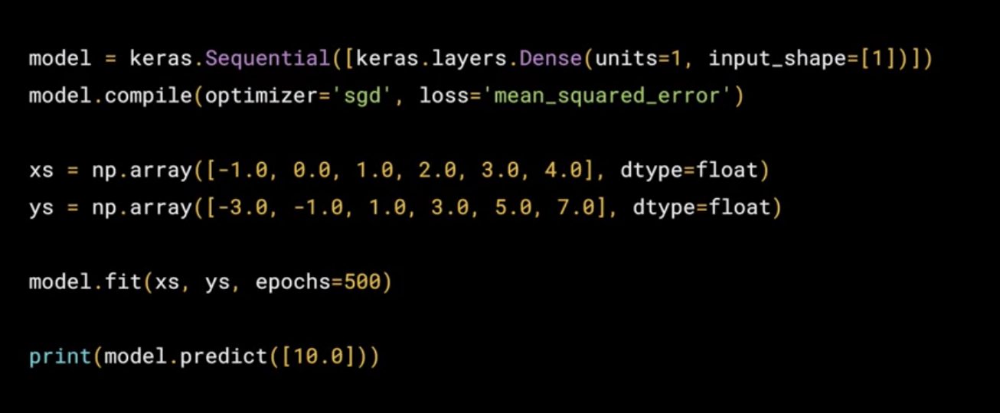 model = keras.Sequential([keras.layers.Dense(units=1, input_shape=[1])])
model.compile(optimizer='sgd', loss='mean_squared_error')
xs = np.array([-1.0, 0.0, 1.0, 2.0, 3.0, 4.0], dtype=float)
ys = np.array([-3.0, -1.0, 1.0, 3.0, 5.0, 7.0], dtype=float)
model.fit(xs, ys, epochs=500)
print(model.predict([10.0]))